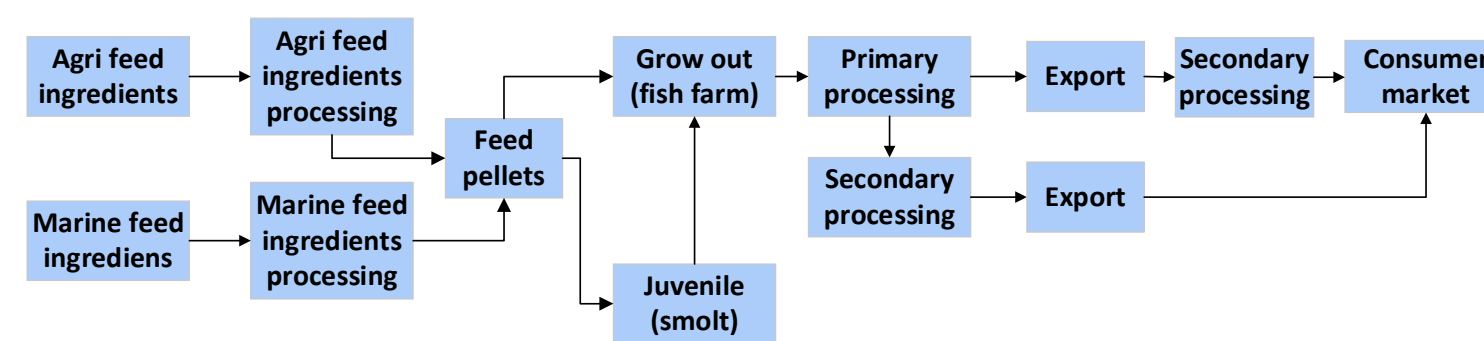 Agri feed
ingredients
Agri feed
ingredients
processing
Marine feed
ingrediens
Marine feed
ingredients
processing
Feed
pellets
Grow out
(fish farm)
Juvenile
(smolt)
Primary
processing
Secondary
processing
Export
Export
Secondary
processing
Consumer
market